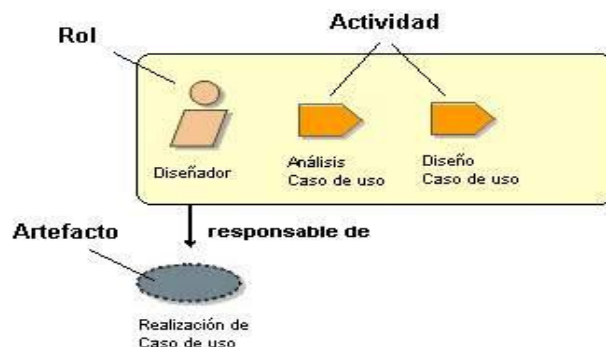 Actividad
Rol
Diseñador
Análisis
Caso de uso
Diseño
Caso de uso
Artefacto
responsable de
Realización de
Caso de uso